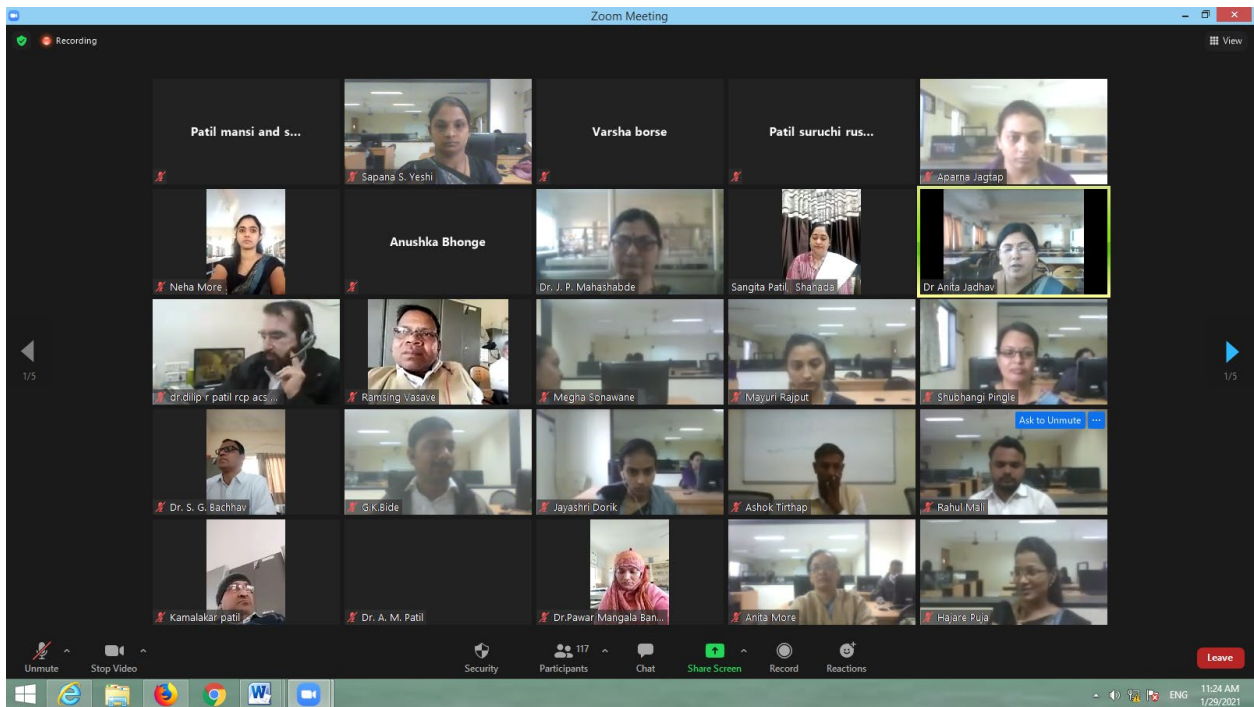 Zoom Meeting
Recording
View
Patil mansi and s...
Sapana S. Yeshi
Varsha borse
Patil suruchi rus...
Aparna Jagtap
Neha More
Anushka Bhonge
Dr. J. P. Mahashabde
Sangita Patil, Shahada
Dr Anita Jadhav
dr.dilip r patil rcp acs ...
Ramsing Vasave
Megha Sonawane
Mayuri Rajput
Shubhangi Pingle
1/5
1/5
Dr. S. G. Bachhav
G.K.Bide
Jayashri Dorik
Ashok Tirthap
Ask to Unmute ...
Rahul Mali
Kamalakar patil
Dr. A. M. Patil
Dr.Pawar Mangala Ban...
Anita More
Hajare Puja
Unmute
Stop Video
Security
117
Participants
Chat
Share Screen
Record
Reactions
Leave
ENG
11:24 AM
1/29/2021